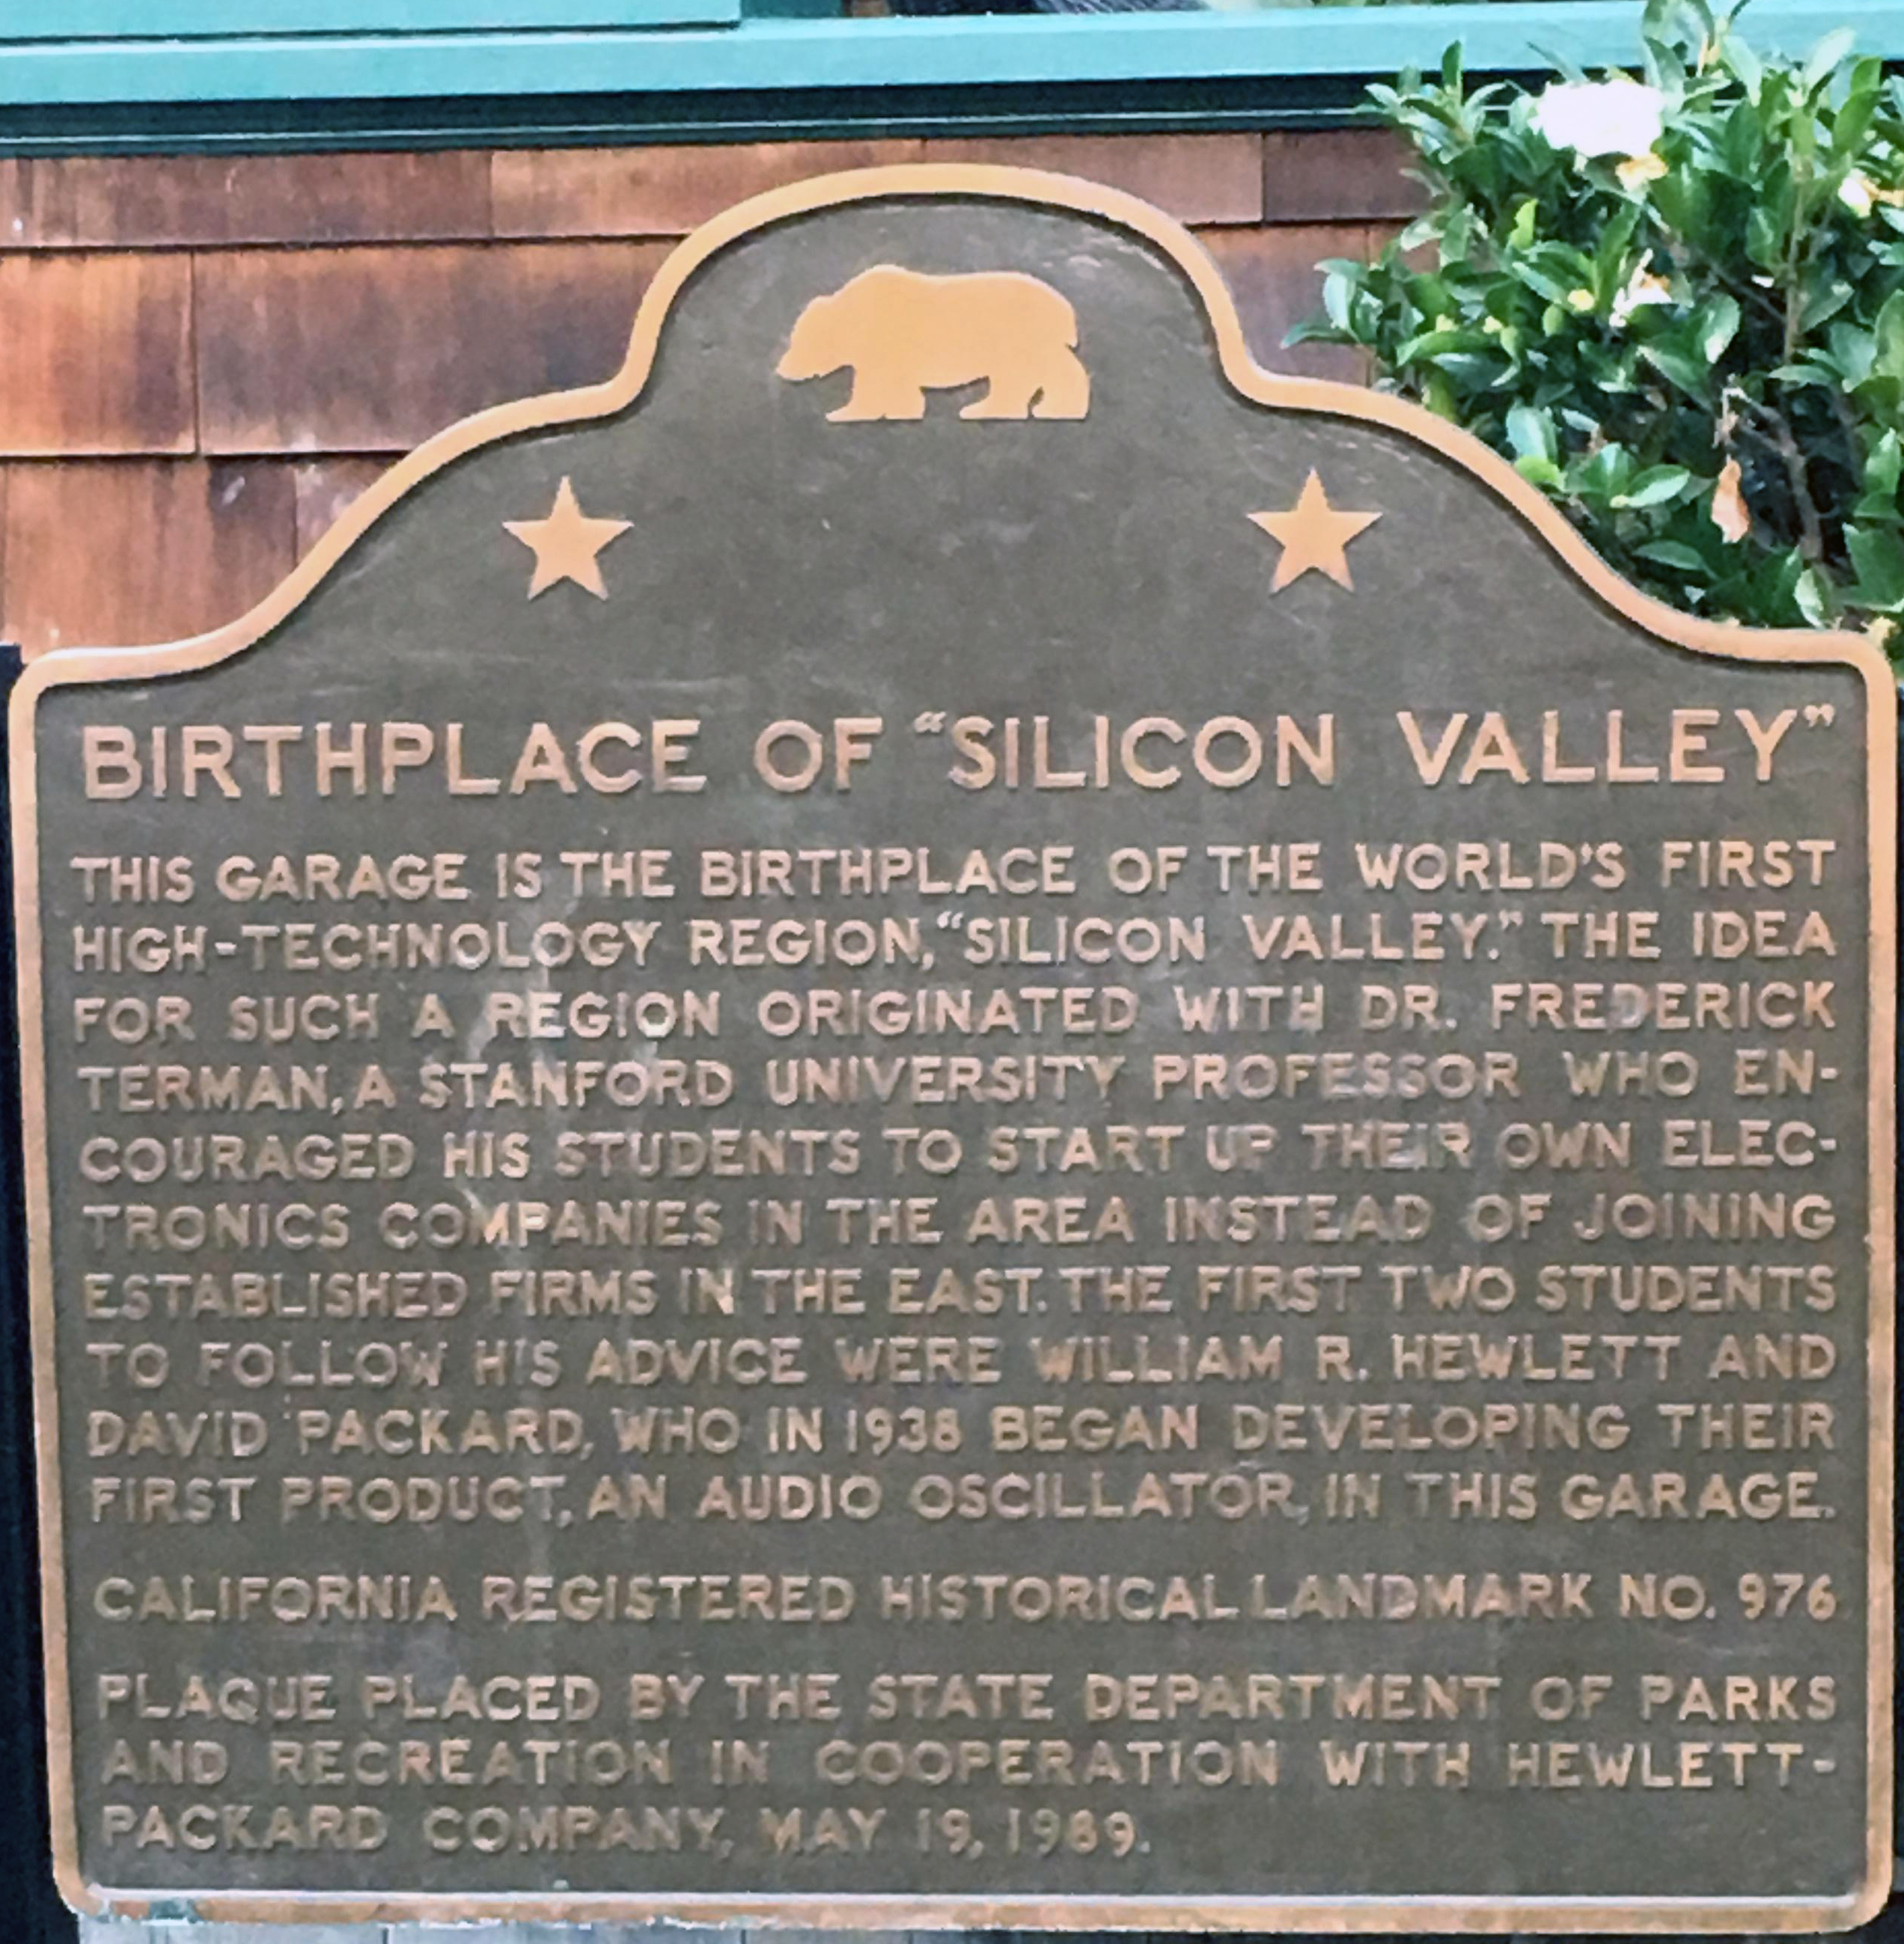 BIRTHPLACE OF “SILICON VALLEY”
THIS GARAGE IS THE BIRTHPLACE OF THE WORLD'S FIRST
HIGH-TECHNOLOGY REGION, “SILICON VALLEY.” THE IDEA
FOR SUCH A REGION ORIGINATED WITH DR. FREDERICK
TERMAN, A STANFORD UNIVERSITY PROFESSOR WHO EN-
COURAGED HIS STUDENTS TO START UP THEIR OWN ELEC-
TRONICS COMPANIES IN THE AREA INSTEAD OF JOINING
ESTABLISHED FIRMS IN THE EAST. THE FIRST TWO STUDENTS
TO FOLLOW HIS ADVICE WERE WILLIAM R. HEWLETT AND
DAVID PACKARD, WHO IN 1938 BEGAN DEVELOPING THEIR
FIRST PRODUCT, AN AUDIO OSCILLATOR, IN THIS GARAGE.
CALIFORNIA REGISTERED HISTORICAL LANDMARK NO. 976
PLAQUE PLACED BY THE STATE DEPARTMENT OF PARKS
AND RECREATION IN COOPERATION WITH HEWLETT-
PACKARD COMPANY, MAY 19, 1989.